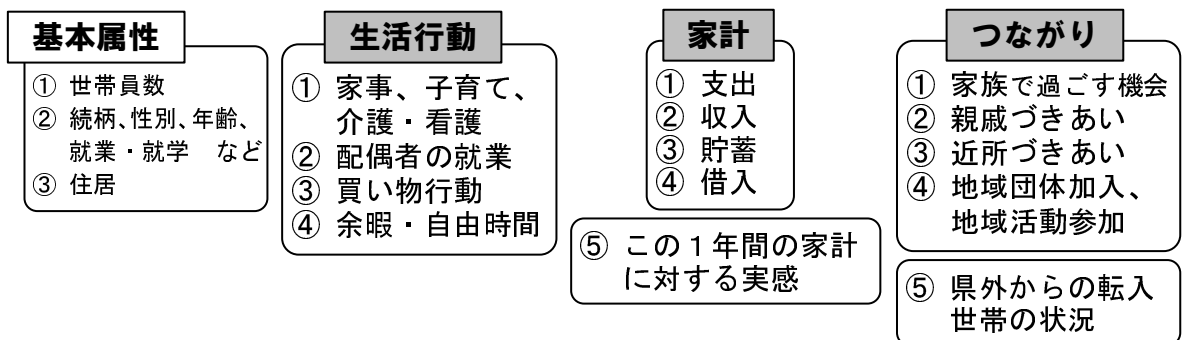 基本属性
① 世帯員数
② 続柄、性別、年齢、
就業・就学　など
③ 住居
生活行動
① 家事、子育て、
介護・看護
② 配偶者の就業
③ 買い物行動
④ 余暇・自由時間
家計
① 支出
② 収入
③ 貯蓄
④ 借入
⑤ この１年間の家計
に対する実感
つながり
① 家族で過ごす機会
② 親戚づきあい
③ 近所づきあい
④ 地域団体加入、
地域活動参加
⑤ 県外からの転入
世帯の状況